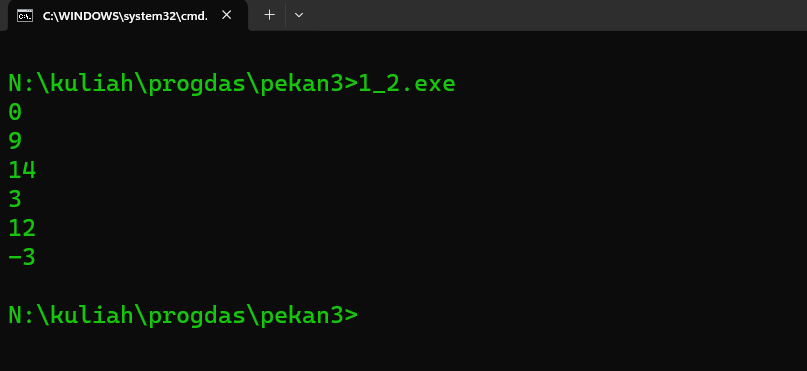 C:\WINDOWS\system32\cmd.
N:\kuliah\progdas\pekan3>1_2.exe
0
9
14
3
12
-3
N:\kuliah\progdas\pekan3>